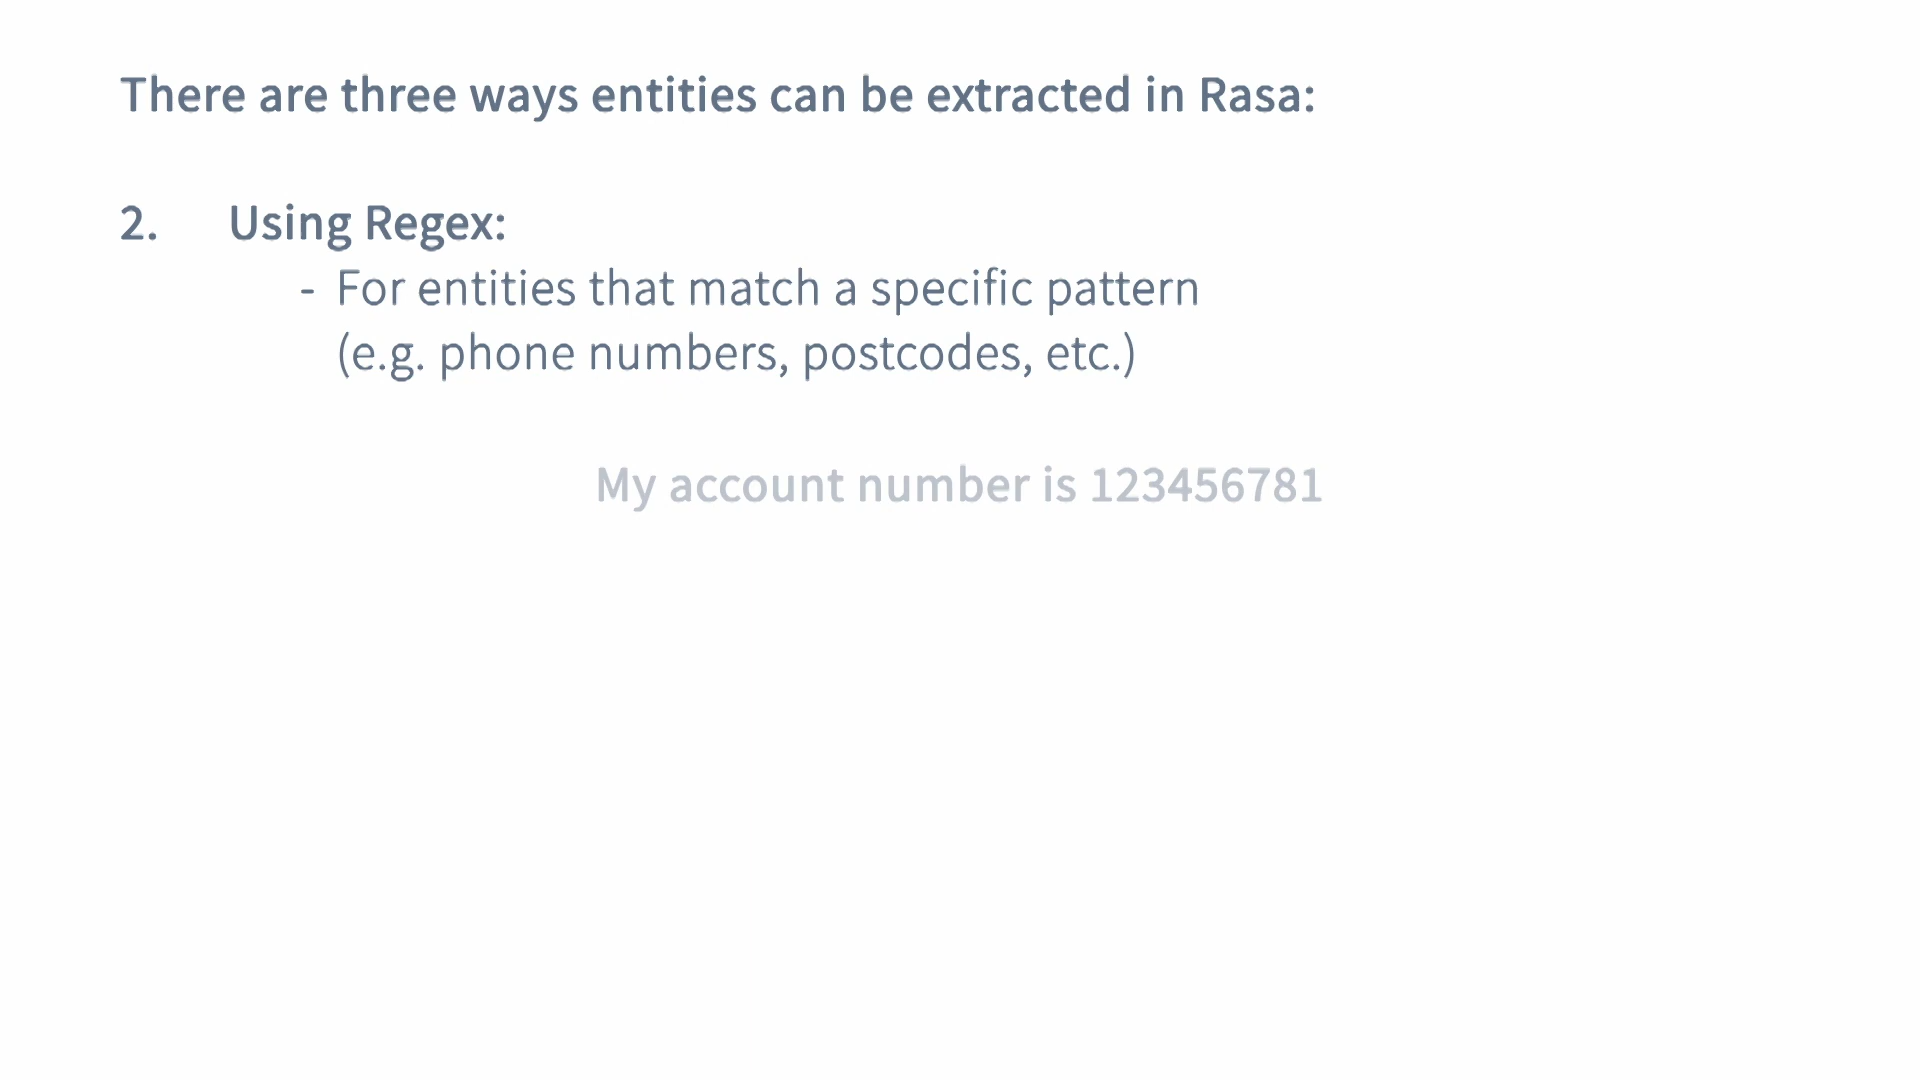 There are three ways entities can be extracted in Rasa:
2. Using Regex:
- For entities that match a specific pattern
(e.g. phone numbers, postcodes, etc.)
My account number is 123456781